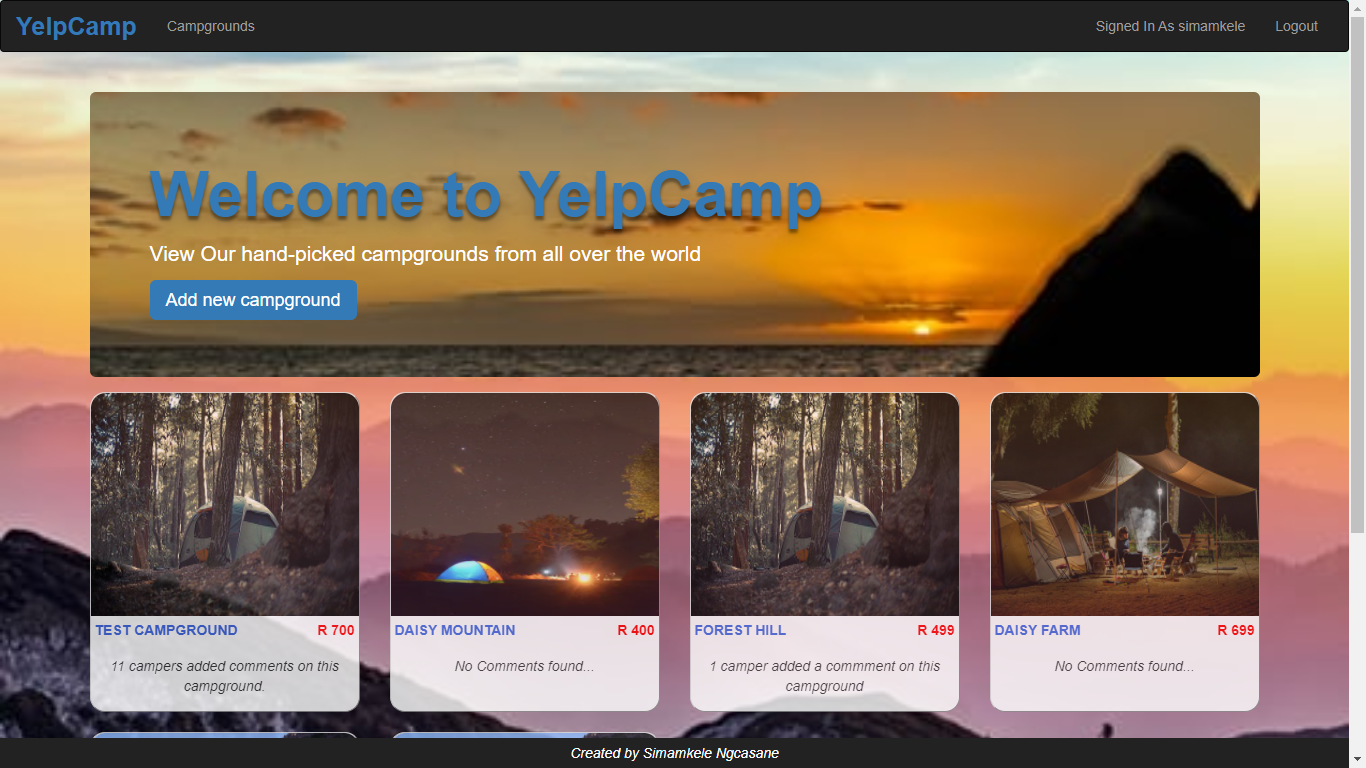 YelpCamp Campgrounds Signed In As simamkele Logout
Welcome to YelpCamp
View Our hand-picked campgrounds from all over the world
Add new campground
TEST CAMPGROUND R 700
11 campers added comments on this
campground.
DAISY MOUNTAIN R 400
No Comments found...
FOREST HILL R 499
1 camper added a commment on this
campground
DAISY FARM R 699
No Comments found...
Created by Simamkele Ngcasane